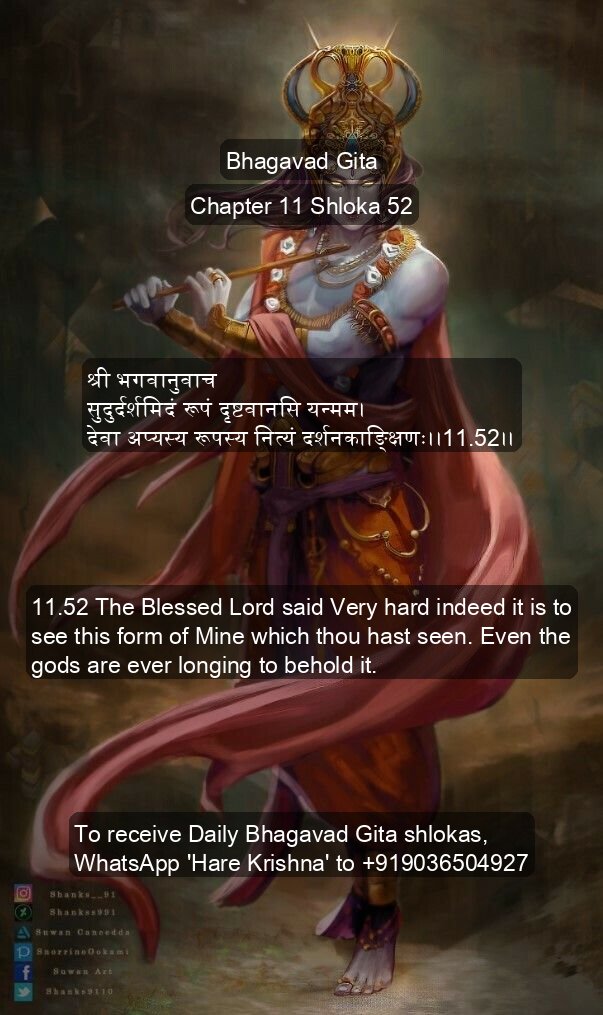 Bhagavad Gita
Chapter 11 Shloka 52
श्री भगवानुवाच
सुदुर्दर्शमिदं रूपं दृष्टवानसि यन्मम।
देवा अप्यस्य रूपस्य नित्यं दर्शनकाङ्क्षिणः।।11.52।।
11.52 The Blessed Lord said Very hard indeed it is to
see this form of Mine which thou hast seen. Even the
gods are ever longing to behold it.
To receive Daily Bhagavad Gita shlokas,
WhatsApp 'Hare Krishna' to +919036504927
Shanks__91
Shankss991
Suwan Cancedda
SnorrinoOokami
Suwan Art
Shanks9110